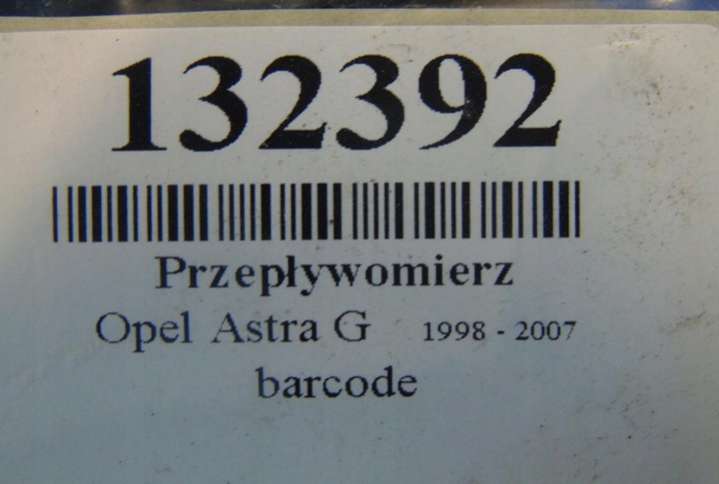 132392
Przepływomierz
Opel Astra G 1998 - 2007
barcode